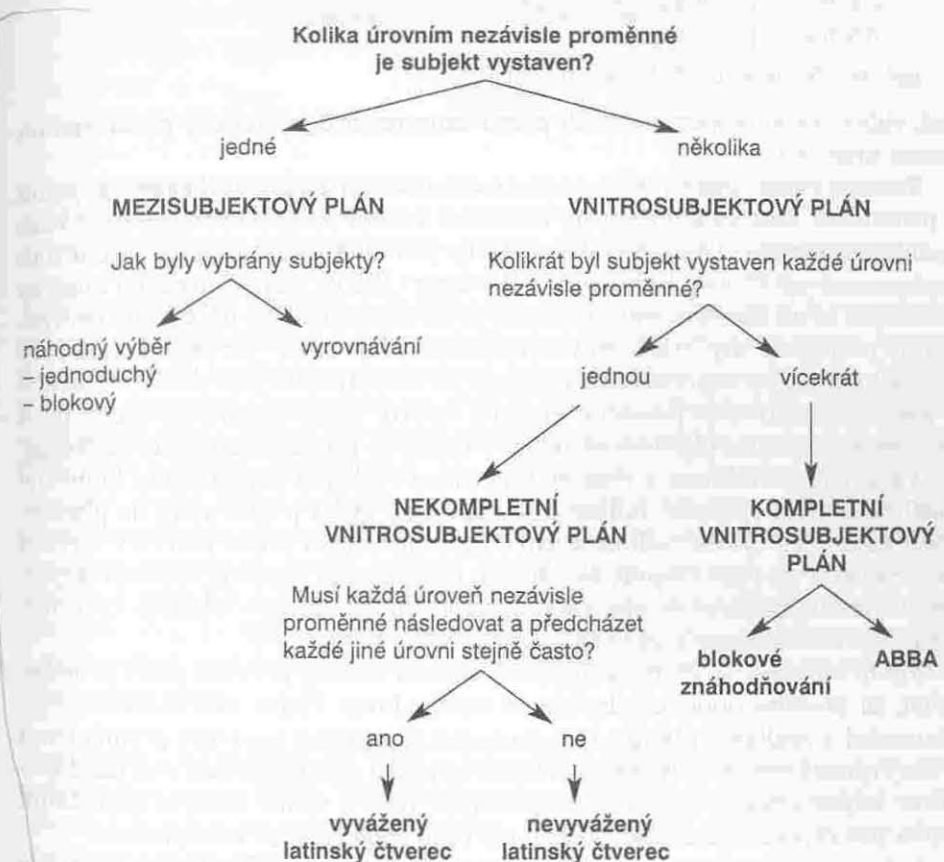 Kolika úrovním nezávisle proměnné
je subjekt vystaven?
jedné
několika
MEZISUBJEKTOVÝ PLÁN
VNITROSUBJEKTOVÝ PLÁN
Jak byly vybrány subjekty?
Kolikrát byl subjekt vystaven každé úrovni
nezávisle proměnné?
náhodný výběr
– jednoduchý
– blokový
vyrovnávání
jednou
vícekrát
NEKOMPLETNÍ
VNITROSUBJEKTOVÝ PLÁN
KOMPLETNÍ
VNITROSUBJEKTOVÝ
PLÁN
Musí každá úroveň nezávisle
proměnné následovat a předcházet
každé jiné úrovni stejně často?
blokové
znáhodňování
ABBA
ano
ne
vyvážený
latinský čtverec
nevyvážený
latinský čtverec